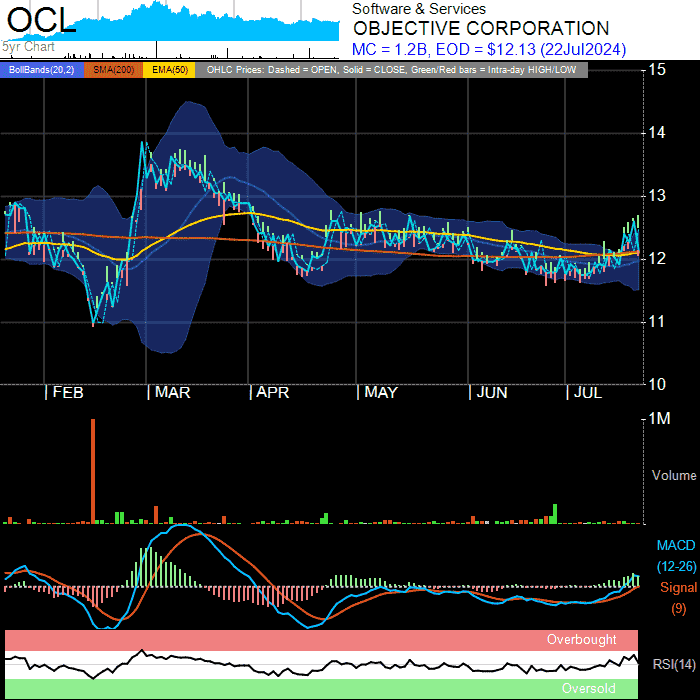 OCL
5yr Chart
Software & Services
OBJECTIVE CORPORATION
MC = 1.2B, EOD = $12.13 (22Jul2024)
BollBands(20,2) SMA(200) EMA(50) OHLC Prices: Dashed = OPEN, Solid = CLOSE, Green/Red bars = Intra-day HIGH/LOW
15
14
13
12
11
10
FEB MAR APR MAY JUN JUL
1M
Volume
MACD
(12-26)
Signal
(9)
Overbought
RSI(14)
Oversold